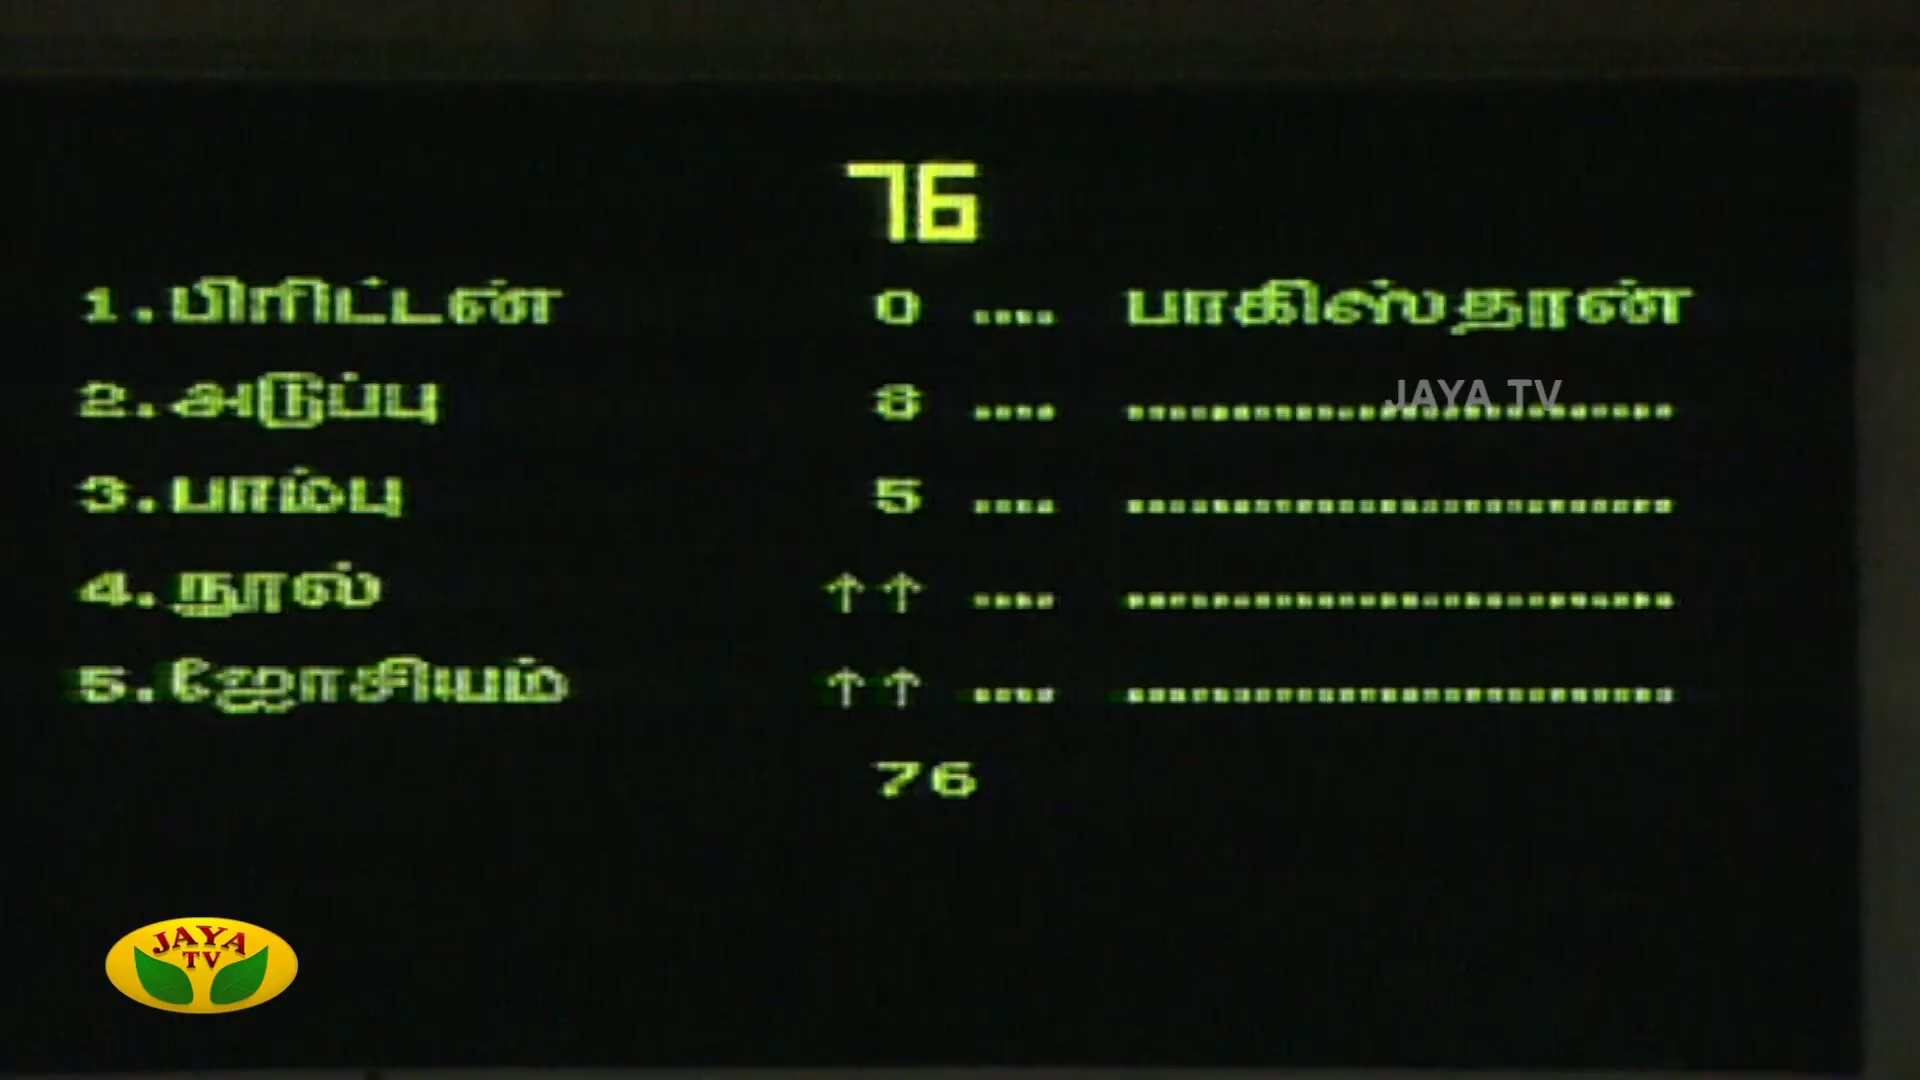 76
1.பிரிட்டன் 0 .... பாகிஸ்தான்
2.அடுப்பு 8 .... ..........................
JAYA TV
3.பாம்பு 5 .... ..........................
4.நூல் ↑↑ .... ..........................
5.ஜோசியம் ↑↑ .... ..........................
76
JAYA
TV